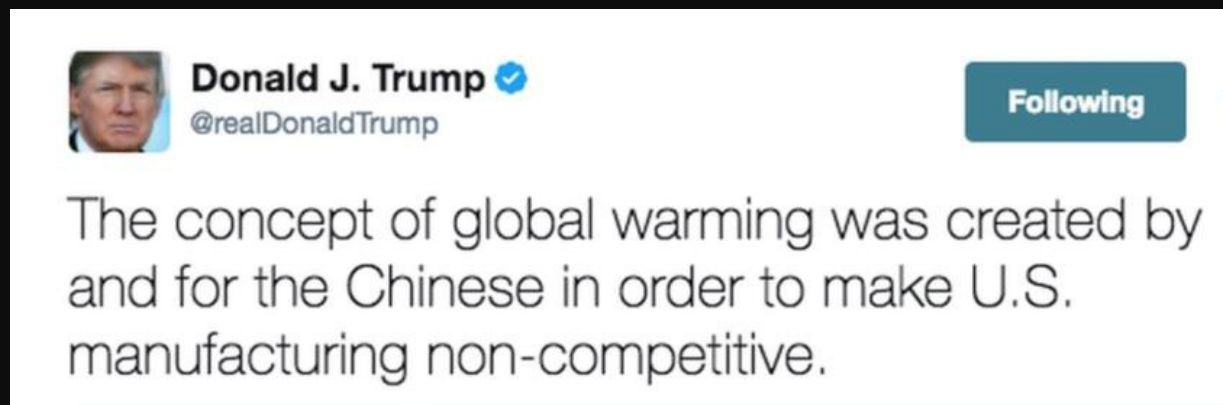 Donald J. Trump
@realDonaldTrump
Following
The concept of global warming was created by
and for the Chinese in order to make U.S.
manufacturing non-competitive.